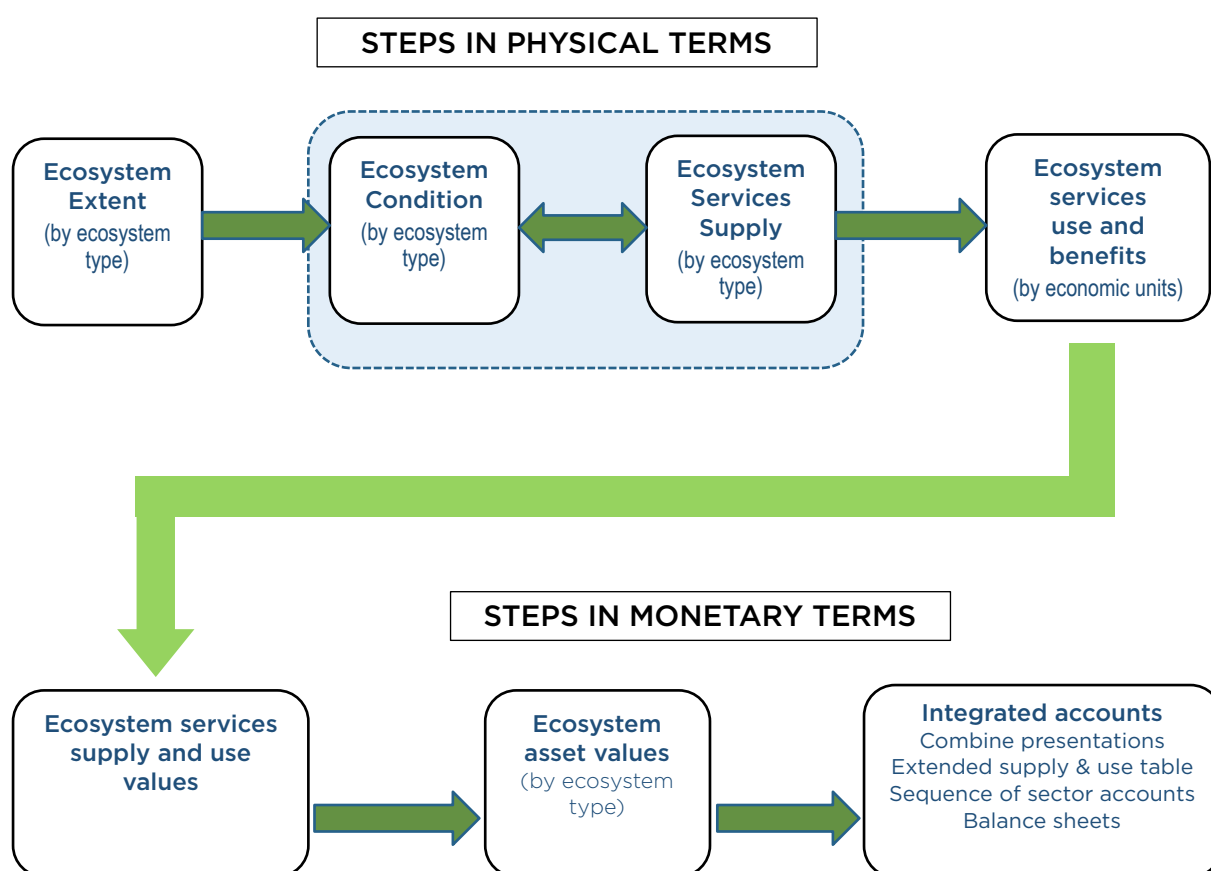 STEPS IN PHYSICAL TERMS
Ecosystem
Extent
(by ecosystem
type)
Ecosystem
Condition
(by ecosystem
type)
Ecosystem
Services
Supply
(by ecosystem
type)
Ecosystem
services
use and
benefits
(by economic units)
STEPS IN MONETARY TERMS
Ecosystem services
supply and use
values
Ecosystem
asset values
(by ecosystem
type)
Integrated accounts
Combine presentations
Extended supply & use table
Sequence of sector accounts
Balance sheets